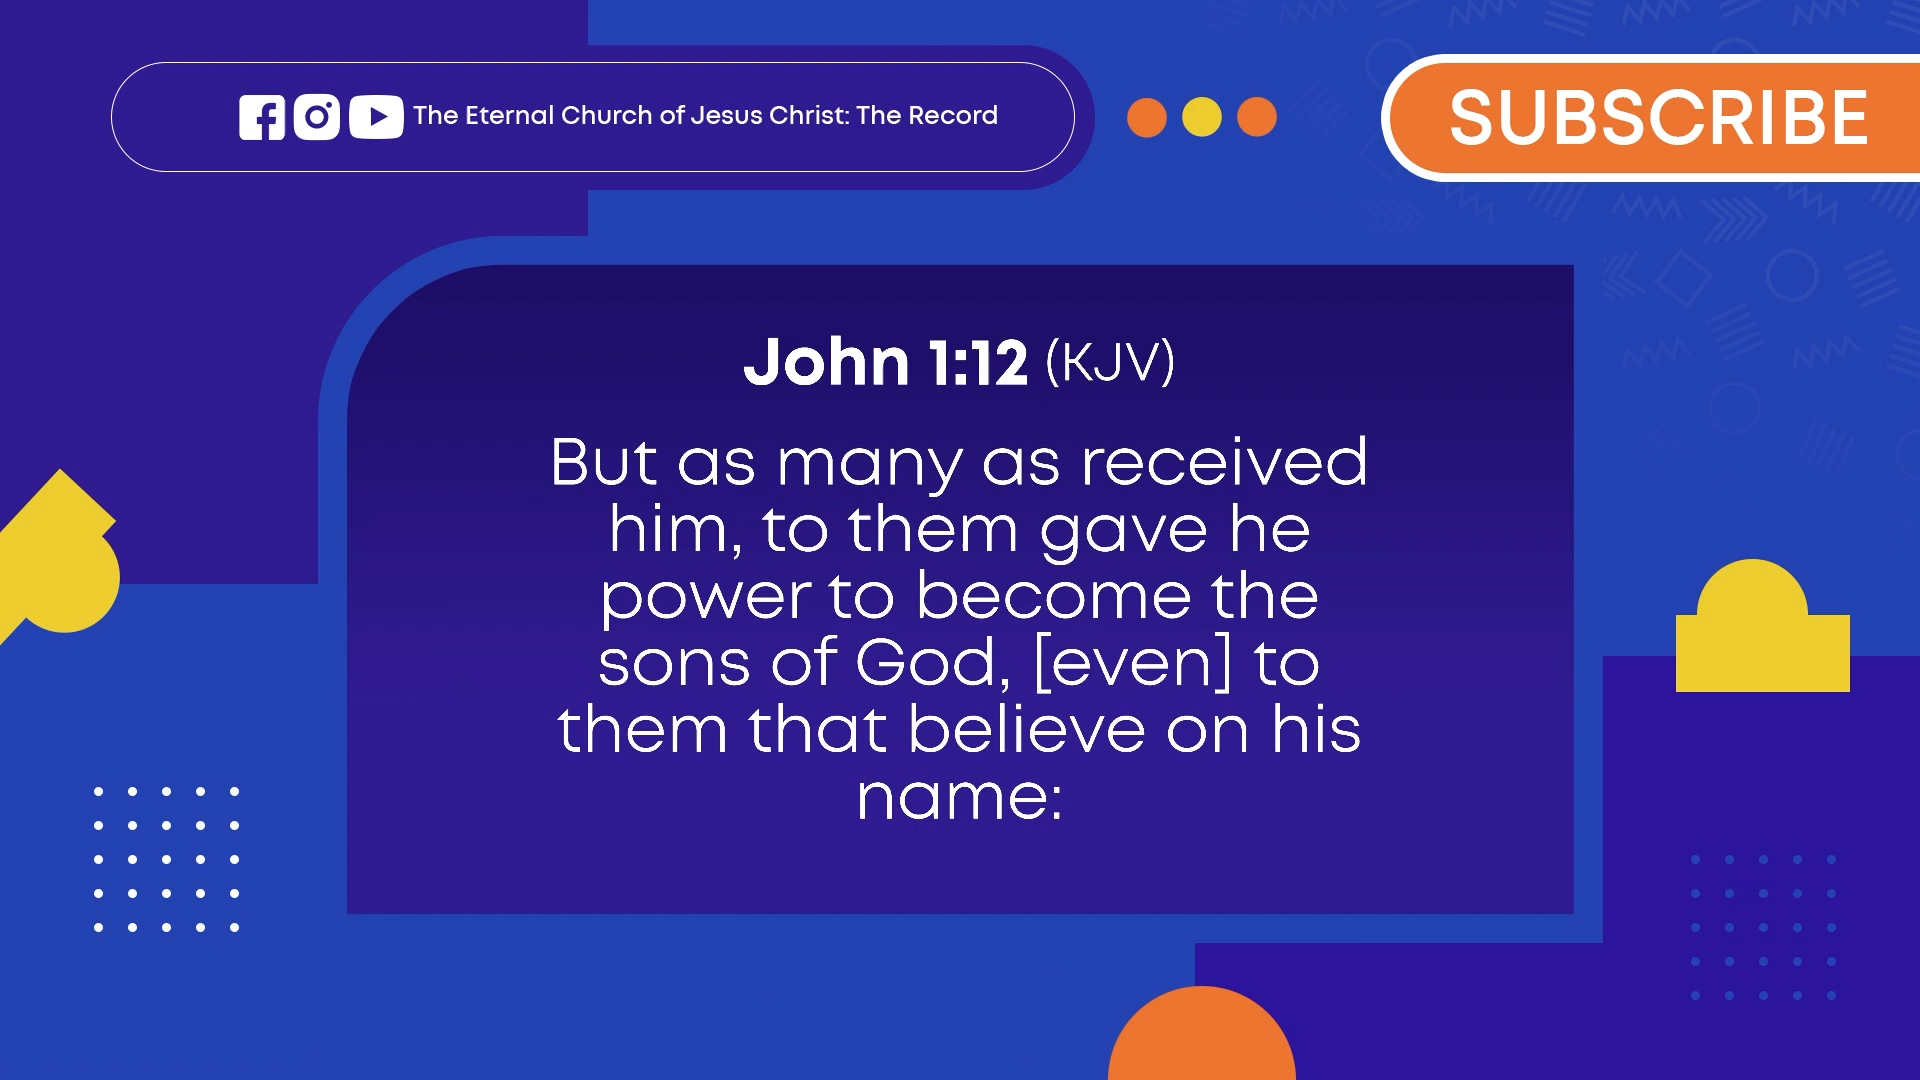 The Eternal Church of Jesus Christ: The Record
SUBSCRIBE
John 1:12 (KJV)
But as many as received
him, to them gave he
power to become the
sons of God, [even] to
them that believe on his
name: